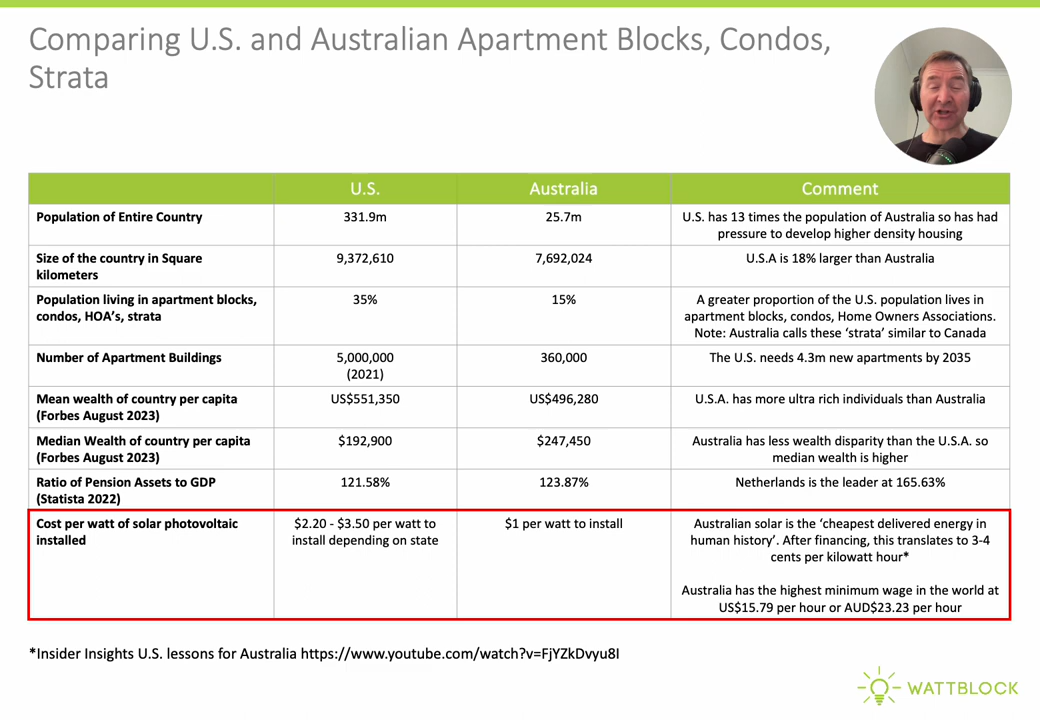 Comparing U.S. and Australian Apartment Blocks, Condos,
Strata
U.S.
Australia
Comment
Population of Entire Country
331.9m
25.7m
U.S. has 13 times the population of Australia so has had
pressure to develop higher density housing
Size of the country in Square
kilometers
9,372,610
7,692,024
U.S.A is 18% larger than Australia
Population living in apartment blocks,
condos, HOA's, strata
35%
15%
A greater proportion of the U.S. population lives in
apartment blocks, condos, Home Owners Associations.
Note: Australia calls these 'strata' similar to Canada
Number of Apartment Buildings
5,000,000
(2021)
360,000
The U.S. needs 4.3m new apartments by 2035
Mean wealth of country per capita
(Forbes August 2023)
US$551,350
US$496,280
U.S.A. has more ultra rich individuals than Australia
Median Wealth of country per capita
(Forbes August 2023)
$192,900
$247,450
Australia has less wealth disparity than the U.S.A. so
median wealth is higher
Ratio of Pension Assets to GDP
(Statista 2022)
121.58%
123.87%
Netherlands is the leader at 165.63%
Cost per watt of solar photovoltaic
installed
$2.20 - $3.50 per watt to
install depending on state
$1 per watt to install
Australian solar is the 'cheapest delivered energy in
human history'. After financing, this translates to 3-4
cents per kilowatt hour*
Australia has the highest minimum wage in the world at
US$15.79 per hour or AUD$23.23 per hour
*Insider Insights U.S. lessons for Australia https://www.youtube.com/watch?v=FjYZkDvyu8I
WATTBLOCK